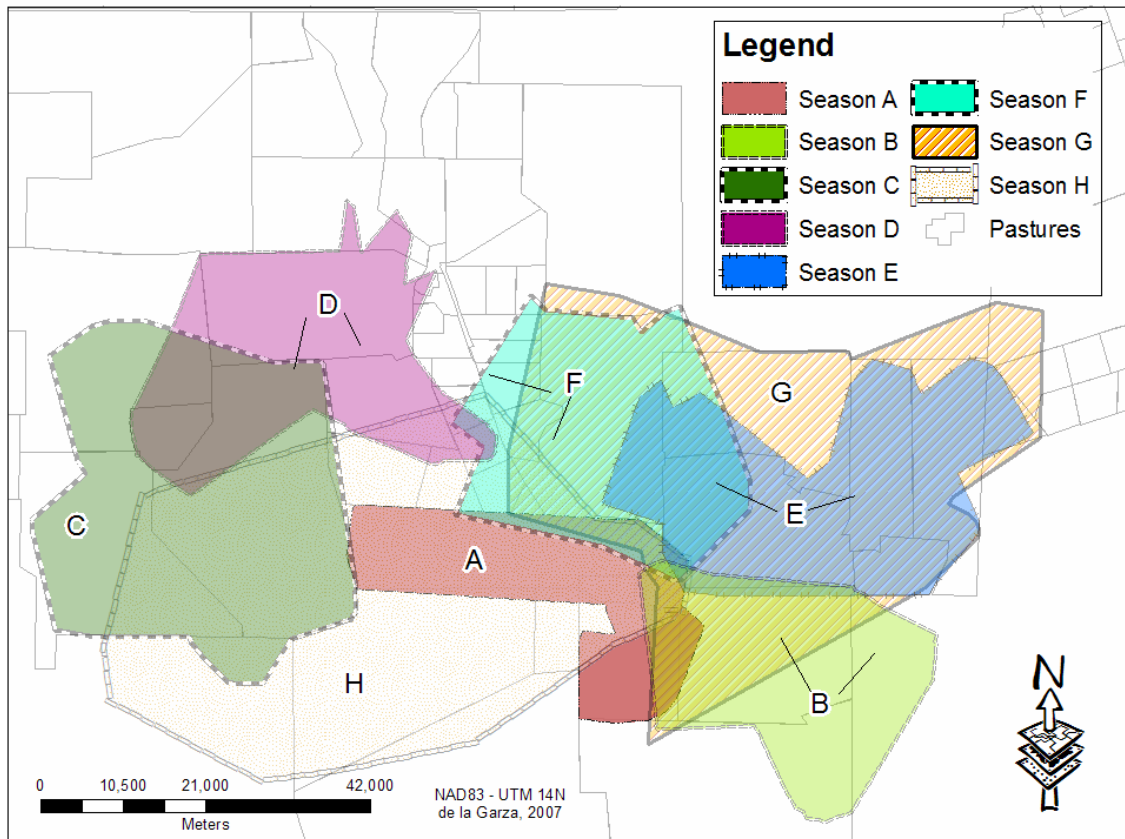 Legend
Season A
Season B
Season C
Season D
Season E
Season F
Season G
Season H
Pastures
D
F
G
C
E
A
H
B
N
0 10,500 21,000 42,000
Meters
NAD83 - UTM 14N
de la Garza, 2007